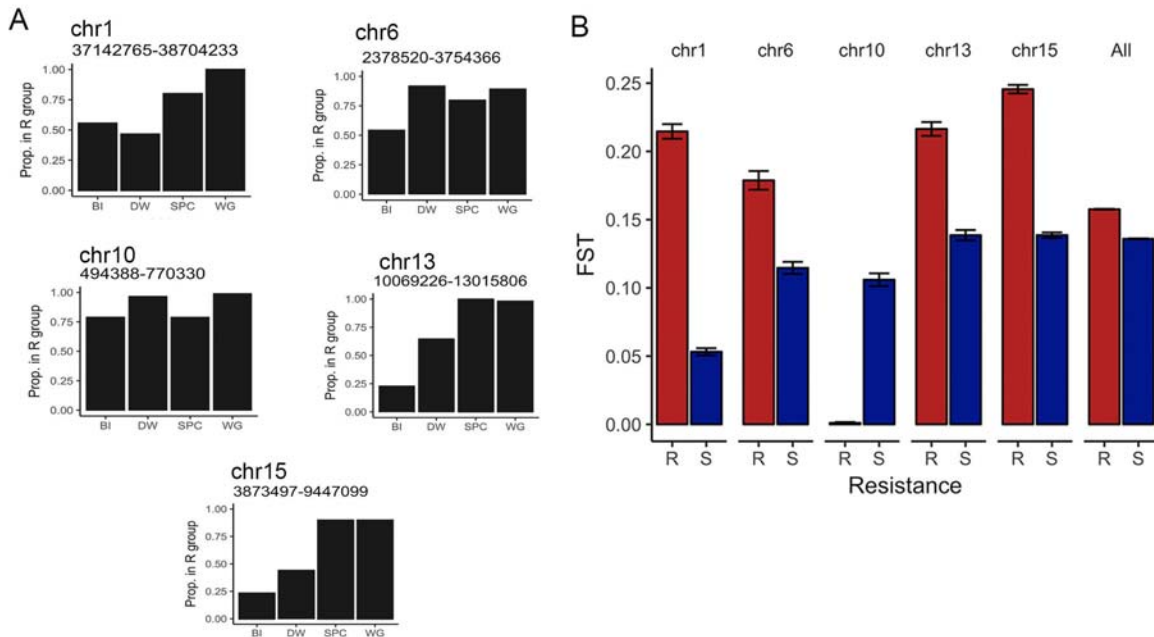 A
chr1
37142765-38704233
Prop. in R group
1.00
0.75
0.50
0.25
0.00
BI DW SPC WG
chr6
2378520-3754366
Prop. in R group
1.00
0.75
0.50
0.25
0.00
BI DW SPC WG
chr10
494388-770330
Prop. in R group
1.00
0.75
0.50
0.25
0.00
BI DW SPC WG
chr13
10069226-13015806
Prop. in R group
1.00
0.75
0.50
0.25
0.00
BI DW SPC WG
chr15
3873497-9447099
Prop. in R group
1.00
0.75
0.50
0.25
0.00
BI DW SPC WG
B
chr1 chr6 chr10 chr13 chr15 All
FST
0.25
0.20
0.15
0.10
0.05
0.00
R S R S R S R S R S R S
Resistance